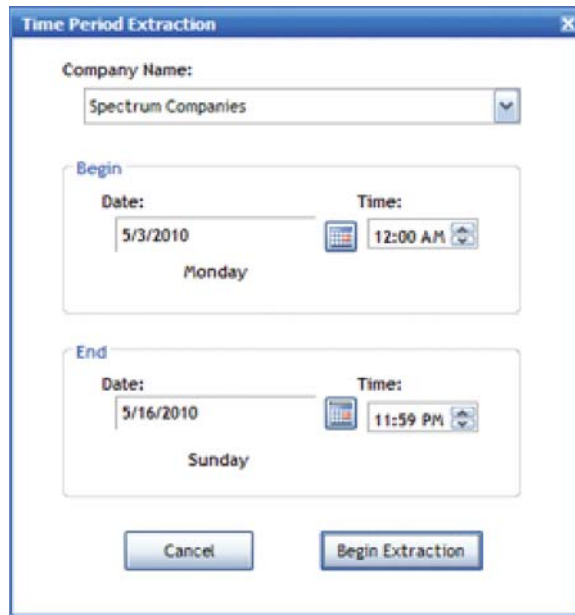 Time Period Extraction
Company Name:
Spectrum Companies
Begin
Date: Time:
5/3/2010 12:00 AM
Monday
End
Date: Time:
5/16/2010 11:59 PM
Sunday
Cancel Begin Extraction